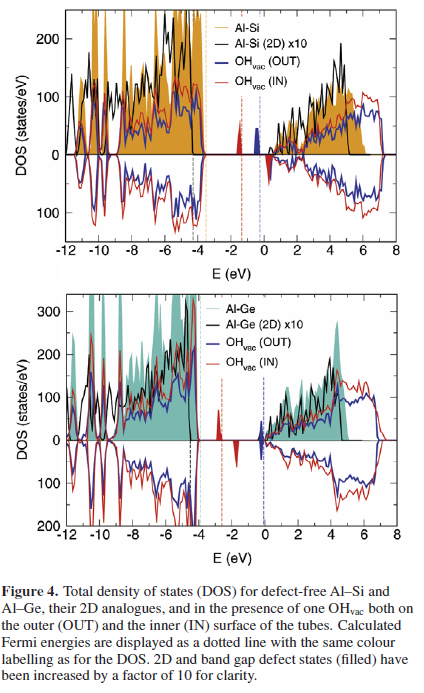 200
100
0
100
DOS (states/eV)
Al-Si
Al-Si (2D) x10
OHvac (OUT)
OHvac (IN)
-12 -10 -8 -6 -4 -2 0 2 4 6 8
E (eV)
300
200
100
0
100
200
DOS (states/eV)
Al-Ge
Al-Ge (2D) x10
OHvac (OUT)
OHvac (IN)
-12 -10 -8 -6 -4 -2 0 2 4 6 8
E (eV)
Figure 4. Total density of states (DOS) for defect-free Al–Si and
Al–Ge, their 2D analogues, and in the presence of one OHvac both on
the outer (OUT) and the inner (IN) surface of the tubes. Calculated
Fermi energies are displayed as a dotted line with the same colour
labelling as for the DOS. 2D and band gap defect states (filled) have
been increased by a factor of 10 for clarity.